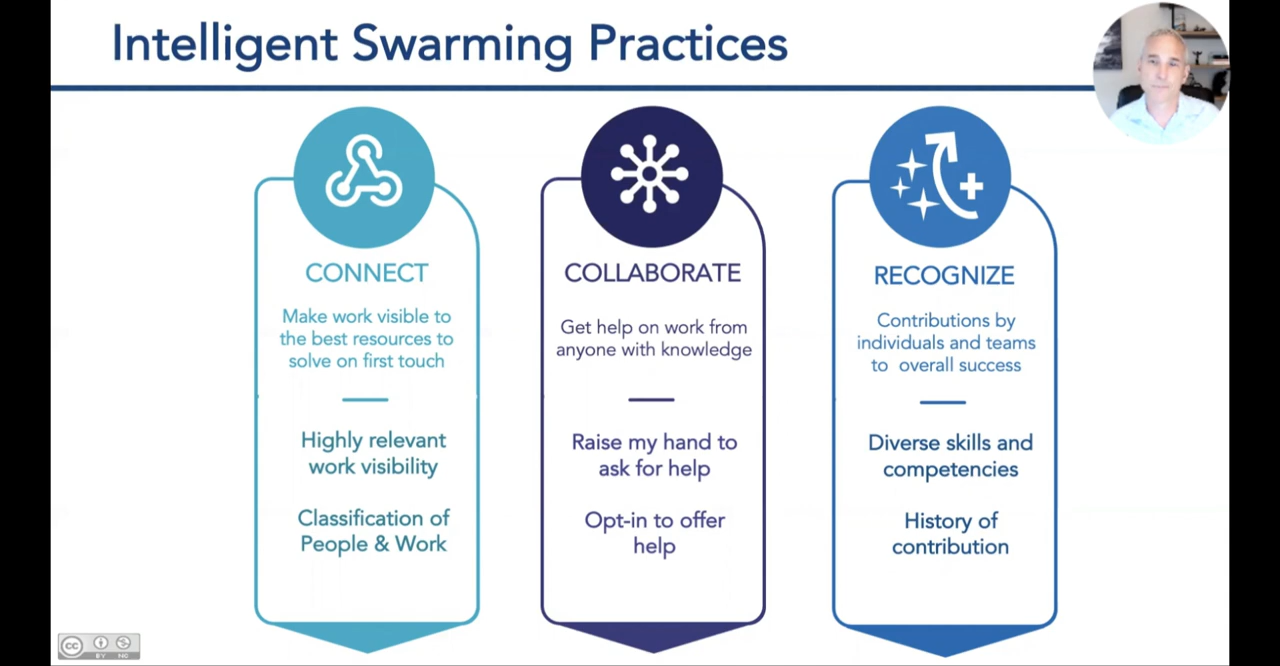 Intelligent Swarming Practices
CONNECT
Make work visible to
the best resources to
solve on first touch
Highly relevant
work visibility
Classification of
People & Work
COLLABORATE
Get help on work from
anyone with knowledge
Raise my hand to
ask for help
Opt-in to offer
help
RECOGNIZE
Contributions by
individuals and teams
to overall success
Diverse skills and
competencies
History of
contribution
cc
BY NC